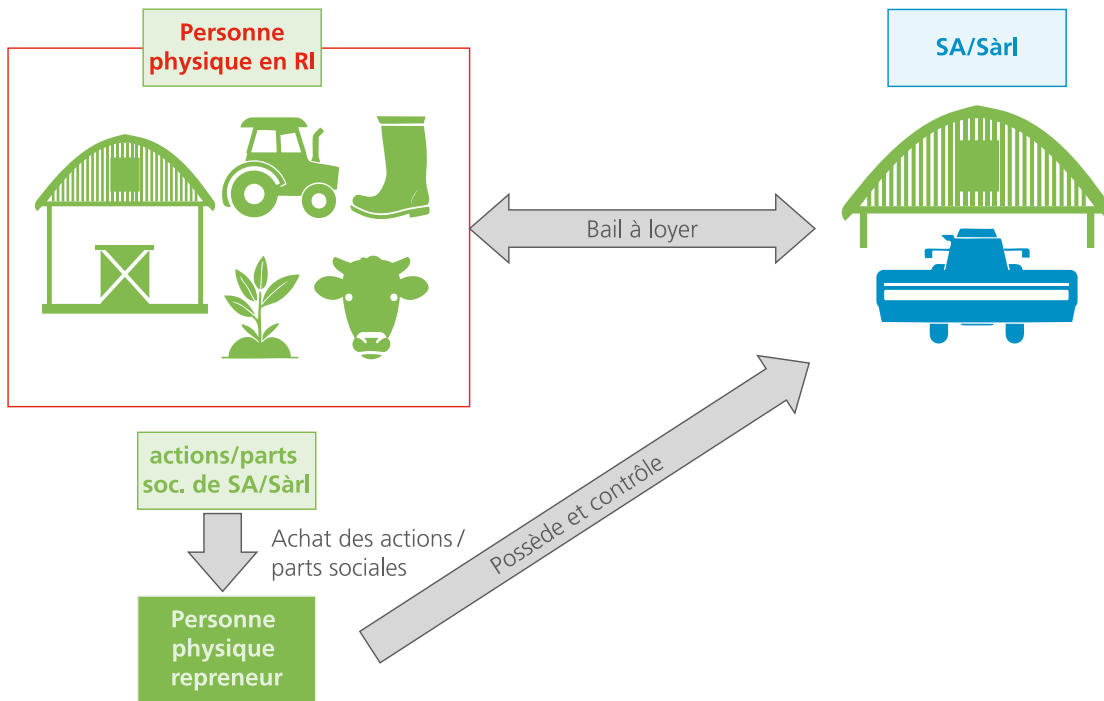 Personne
physique en RI
SA/Sàrl
Bail à loyer
actions/parts
soc. de SA/Sàrl
Achat des actions /
parts sociales
Possède et contrôle
Personne
physique
repreneur